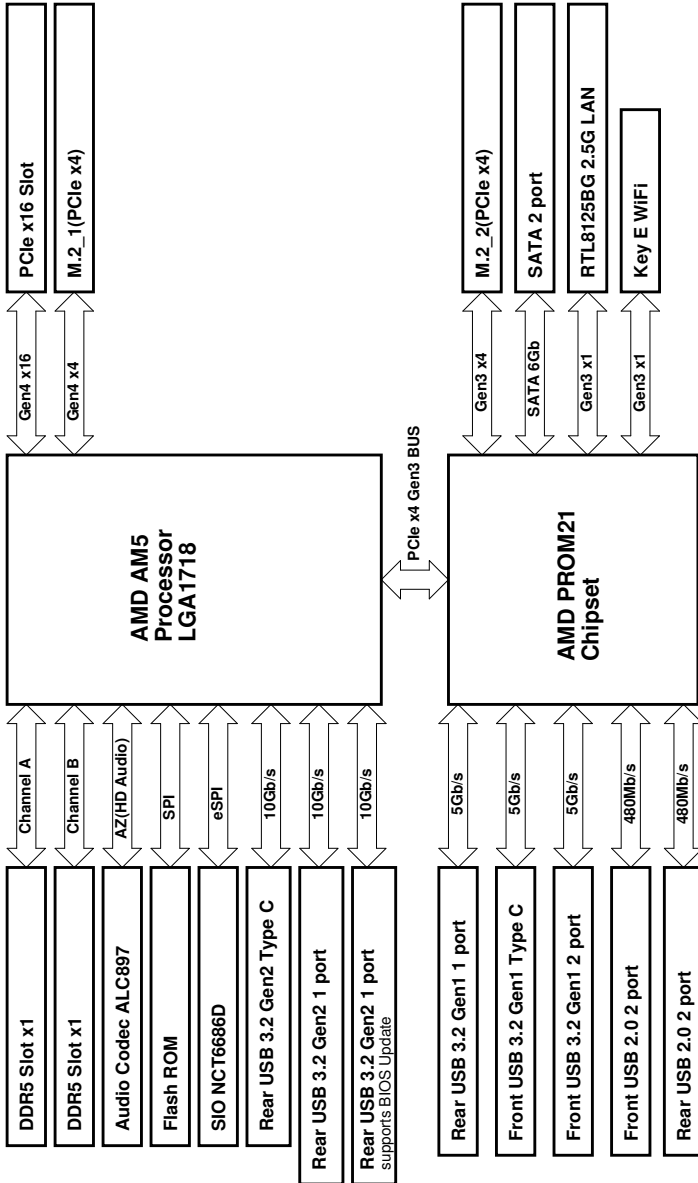 DDR5 Slot x1
Channel A
DDR5 Slot x1
Channel B
Audio Codec ALC897
AZ(HD Audio)
Flash ROM
SPI
SIO NCT6686D
eSPI
Rear USB 3.2 Gen2 Type C
10Gb/s
Rear USB 3.2 Gen2 1 port
10Gb/s
Rear USB 3.2 Gen2 1 port
supports BIOS Update
10Gb/s
AMD AM5
Processor
LGA1718
Gen4 x16
PCIe x16 Slot
Gen4 x4
M.2_1(PCIe x4)
PCIe x4 Gen3 BUS
Rear USB 3.2 Gen1 1 port
5Gb/s
Front USB 3.2 Gen1 Type C
5Gb/s
Front USB 3.2 Gen1 2 port
5Gb/s
Front USB 2.0 2 port
480Mb/s
Rear USB 2.0 2 port
480Mb/s
AMD PROM21
Chipset
Gen3 x4
M.2_2(PCIe x4)
SATA 6Gb
SATA 2 port
Gen3 x1
RTL8125BG 2.5G LAN
Gen3 x1
Key E WiFi